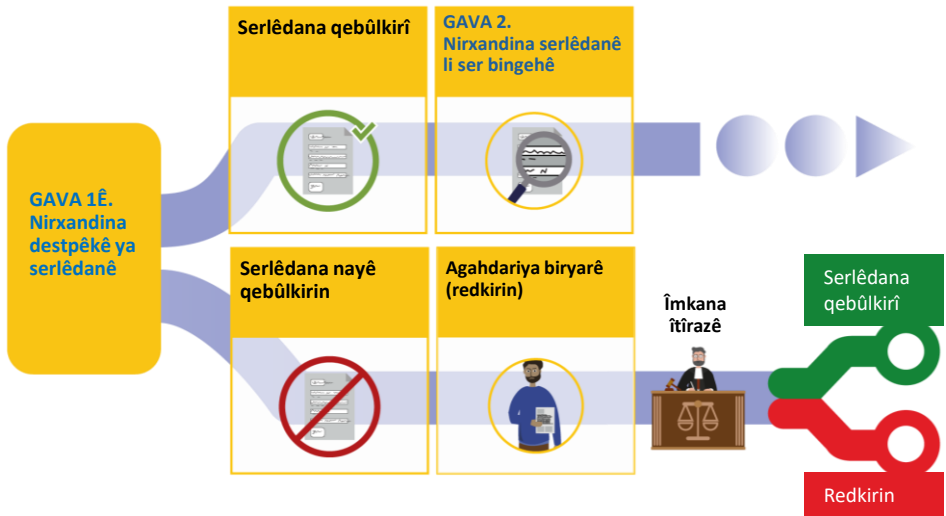 GAVA 1Ê.
Nirxandina
destpêkê ya
serlêdanê
Serlêdana qebûlkirî
GAVA 2.
Nirxandina serlêdanê
li ser bingehê
Serlêdana nayê
qebûlkirin
Agahdariya biryarê
(redkirin)
Îmkana
îtîrazê
Serlêdana
qebûlkirî
Redkirin